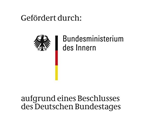 Gefördert durch:
Bundesministerium
des Innern
aufgrund eines Beschlusses
des Deutschen Bundestages